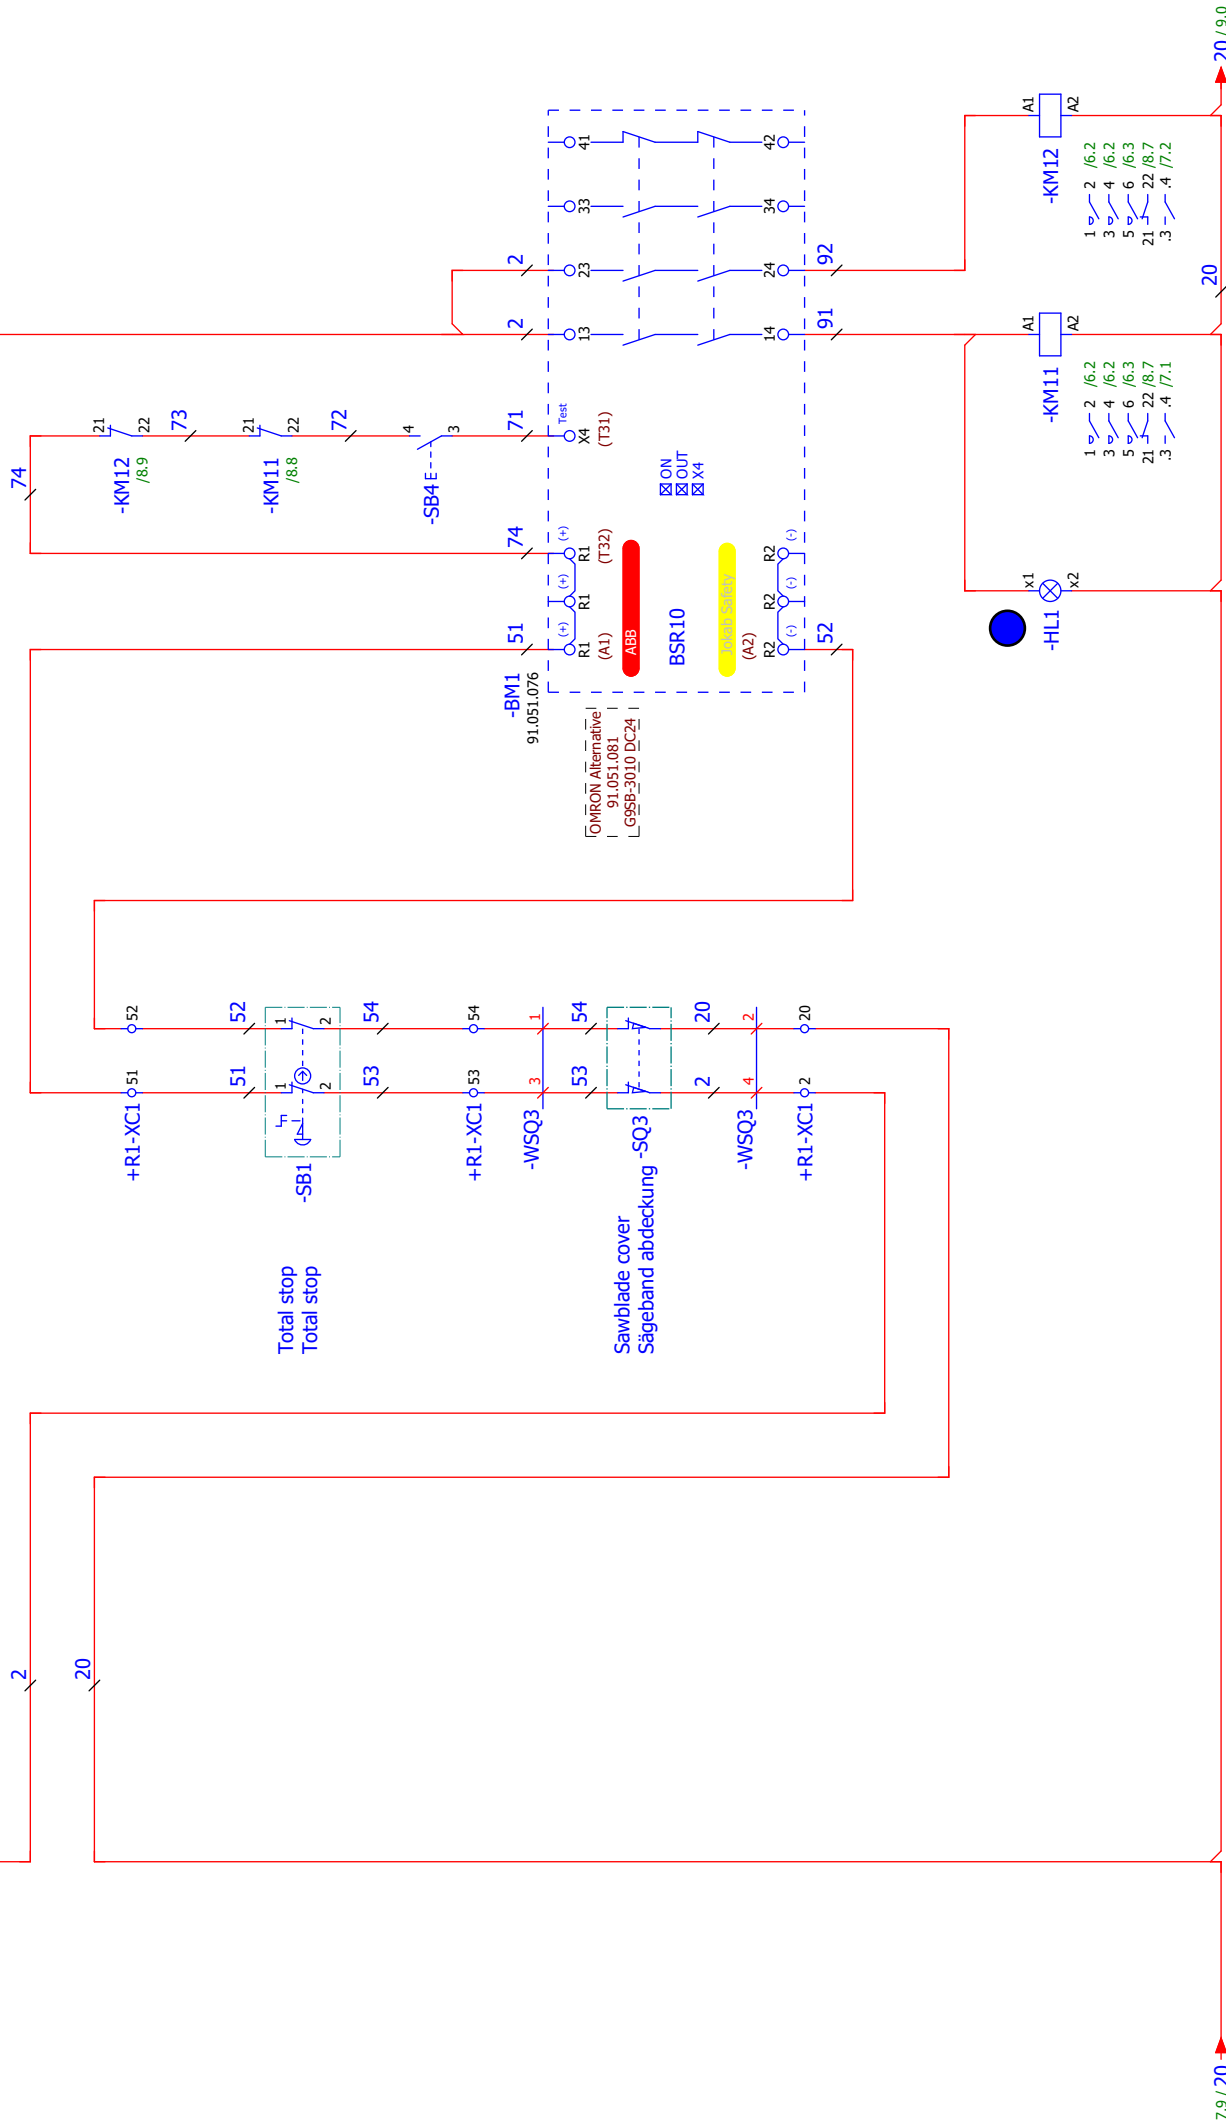 2
20
7.9 / 20
Total stop
Total stop
Sawblade cover
Sägeband abdeckung
+R1-XC1
51
52
51
52
-SB1
1
2
1
2
53
54
+R1-XC1
53
54
-WSQ3
3
1
53
54
-SQ3
2
20
-WSQ3
4
2
+R1-XC1
2
20
OMRON Alternative
91.051.081
G9SB-3010 DC24
-BM1
91.051.076
51
74
71
2
2
(+)
(+)
(+)
Test
R1
R1
R1
X4
13
23
33
41
(A1)
(T32)
(T31)
ABB
BSR10
ON
OUT
X4
Jokab Safety
(A2)
R2
R2
R2
14
24
34
42
(-)
(-)
(-)
52
91
92
74
-KM12
/8.9
21
22
73
-KM11
/8.8
21
22
72
-SB4
4
3
-HL1
x1
x2
-KM11
A1
A2
1 2 /6.2
3 4 /6.2
5 6 /6.3
21 22 /8.7
.3 .4 /7.1
-KM12
A1
A2
1 2 /6.2
3 4 /6.2
5 6 /6.3
21 22 /8.7
.3 .4 /7.2
20
20 / 9.0